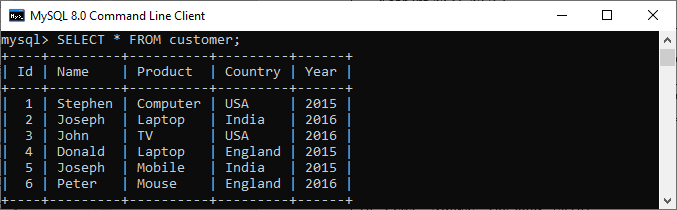 MySQL 8.0 Command Line Client
mysql> SELECT * FROM customer;
+----+---------+----------+---------+------+
| Id | Name    | Product  | Country | Year |
+----+---------+----------+---------+------+
|  1 | Stephen | Computer | USA     | 2015 |
|  2 | Joseph  | Laptop   | India   | 2016 |
|  3 | John    | TV       | USA     | 2016 |
|  4 | Donald  | Laptop   | England | 2015 |
|  5 | Joseph  | Mobile   | India   | 2015 |
|  6 | Peter   | Mouse    | England | 2016 |
+----+---------+----------+---------+------+